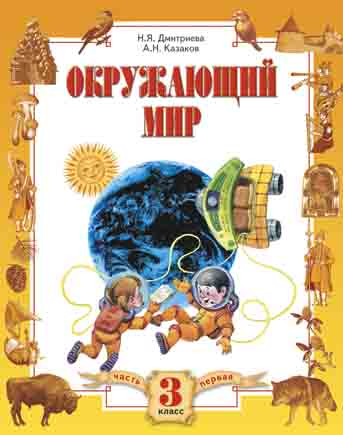 Н.Я. Дмитриева
А.Н. Казаков
ОКРУЖАЮЩИЙ
МИР
часть 3 первая
класс